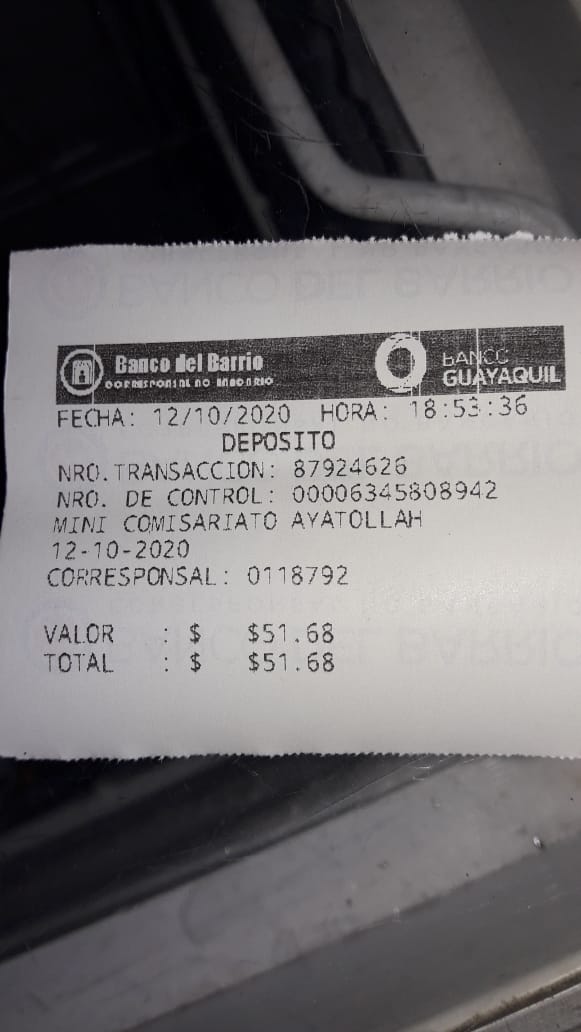 Banco del Barrio
CORRESPONSAL NO BANCARIO
BANCO
GUAYAQUIL
FECHA: 12/10/2020 HORA: 18:53:36
DEPOSITO
NRO.TRANSACCION: 87924626
NRO. DE CONTROL: 00006345808942
MINI COMISARIATO AYATOLLAH
12-10-2020
CORRESPONSAL: 0118792
VALOR : $ $51.68
TOTAL : $ $51.68